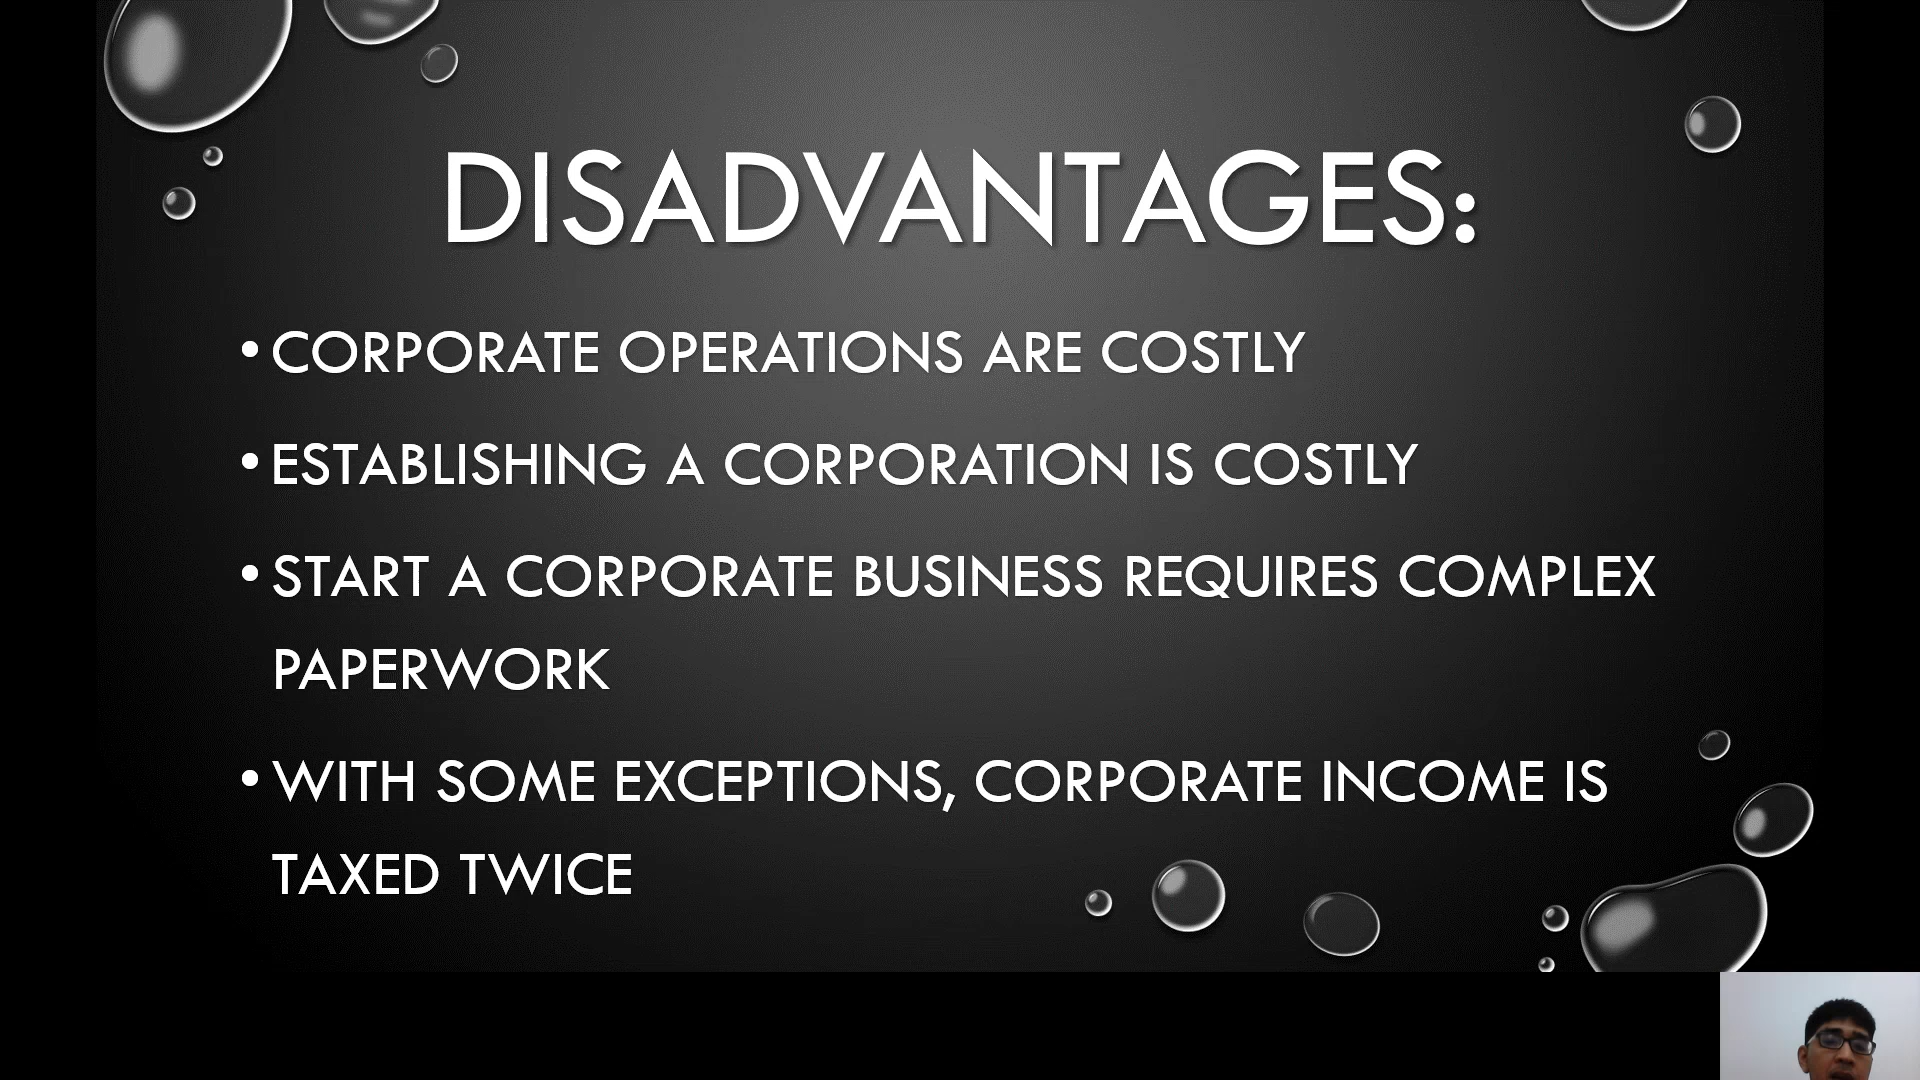 DISADVANTAGES:
• CORPORATE OPERATIONS ARE COSTLY
• ESTABLISHING A CORPORATION IS COSTLY
• START A CORPORATE BUSINESS REQUIRES COMPLEX
PAPERWORK
• WITH SOME EXCEPTIONS, CORPORATE INCOME IS
TAXED TWICE